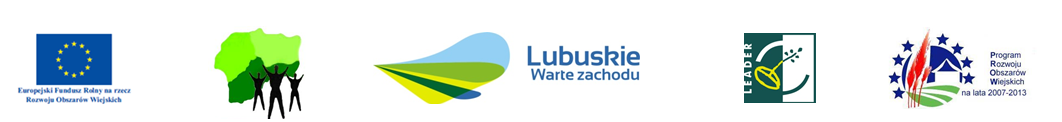 Europejski Fundusz Rolny na rzecz
Rozwoju Obszarów Wiejskich
Lubuskie
Warte zachodu
LEADER
Program
Rozwoju
Obszarów
Wiejskich
na lata 2007-2013